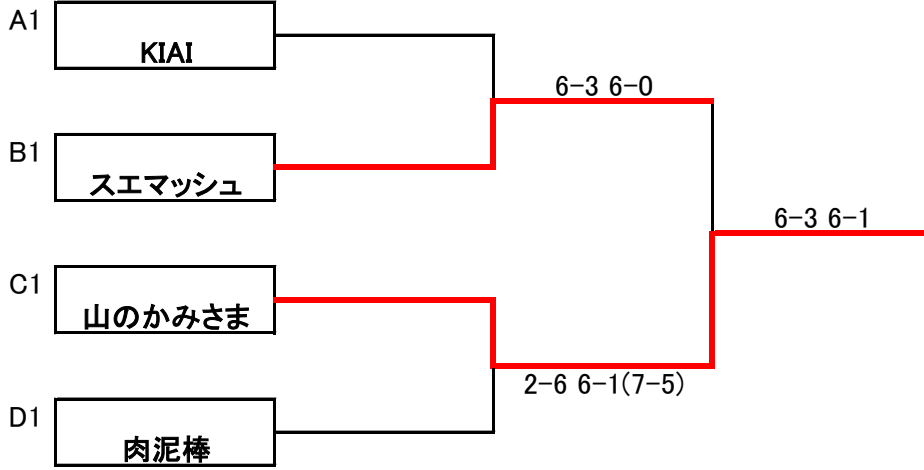 A1
KIAI
6-3 6-0
B1
スエマッシュ
6-3 6-1
C1
山のかみさま
2-6 6-1(7-5)
D1
肉泥棒